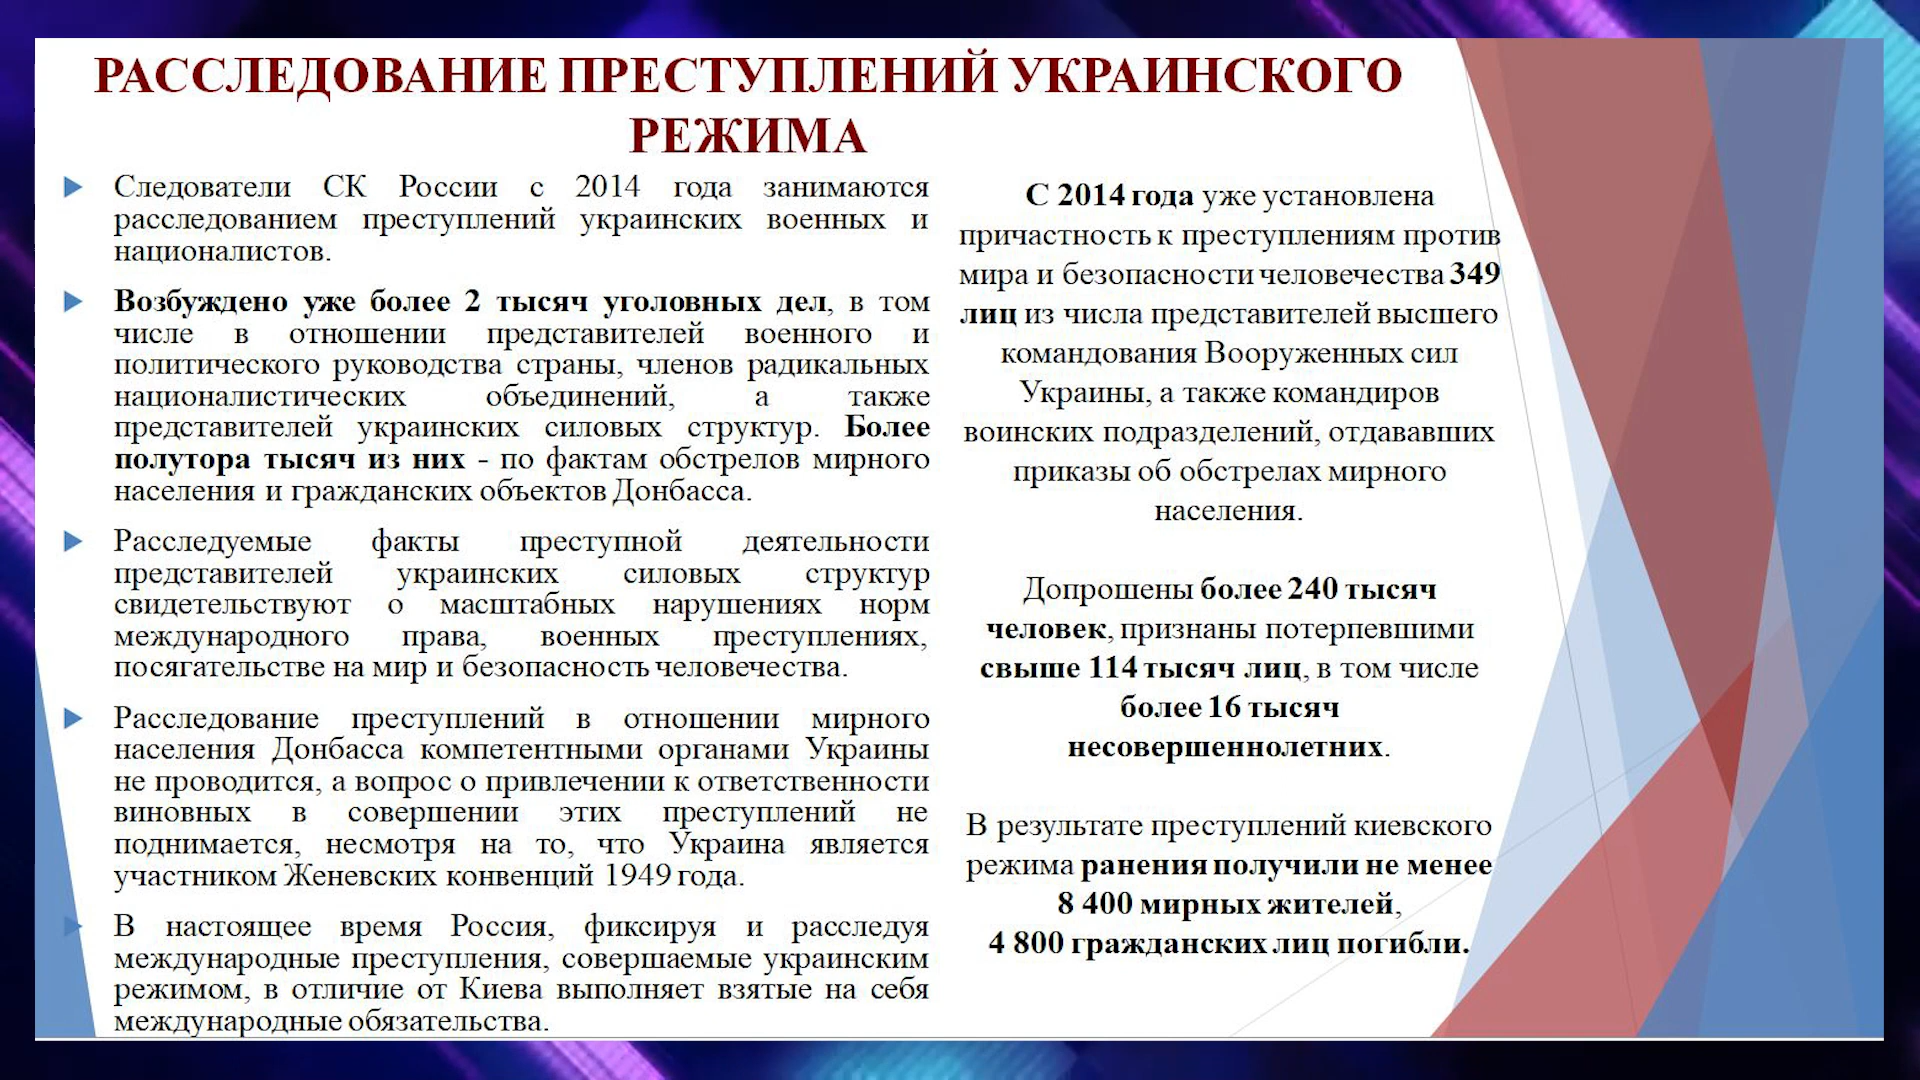 РАССЛЕДОВАНИЕ ПРЕСТУПЛЕНИЙ УКРАИНСКОГО
РЕЖИМА
Следователи СК России с 2014 года занимаются
расследованием преступлений украинских военных и
националистов.
Возбуждено уже более 2 тысяч уголовных дел, в том
числе в отношении представителей военного и
политического руководства страны, членов радикальных
националистических объединений, а также
представителей украинских силовых структур. Более
полутора тысяч из них - по фактам обстрелов мирного
населения и гражданских объектов Донбасса.
Расследуемые факты преступной деятельности
представителей украинских силовых структур
свидетельствуют о масштабных нарушениях норм
международного права, военных преступлениях,
посягательстве на мир и безопасность человечества.
Расследование преступлений в отношении мирного
населения Донбасса компетентными органами Украины
не проводится, а вопрос о привлечении к ответственности
виновных в совершении этих преступлений не
поднимается, несмотря на то, что Украина является
участником Женевских конвенций 1949 года.
В настоящее время Россия, фиксируя и расследуя
международные преступления, совершаемые украинским
режимом, в отличие от Киева выполняет взятые на себя
международные обязательства.
С 2014 года уже установлена
причастность к преступлениям против
мира и безопасности человечества 349
лиц из числа представителей высшего
командования Вооруженных сил
Украины, а также командиров
воинских подразделений, отдававших
приказы об обстрелах мирного
населения.
Допрошены более 240 тысяч
человек, признаны потерпевшими
свыше 114 тысяч лиц, в том числе
более 16 тысяч
несовершеннолетних.
В результате преступлений киевского
режима ранения получили не менее
8 400 мирных жителей,
4 800 гражданских лиц погибли.